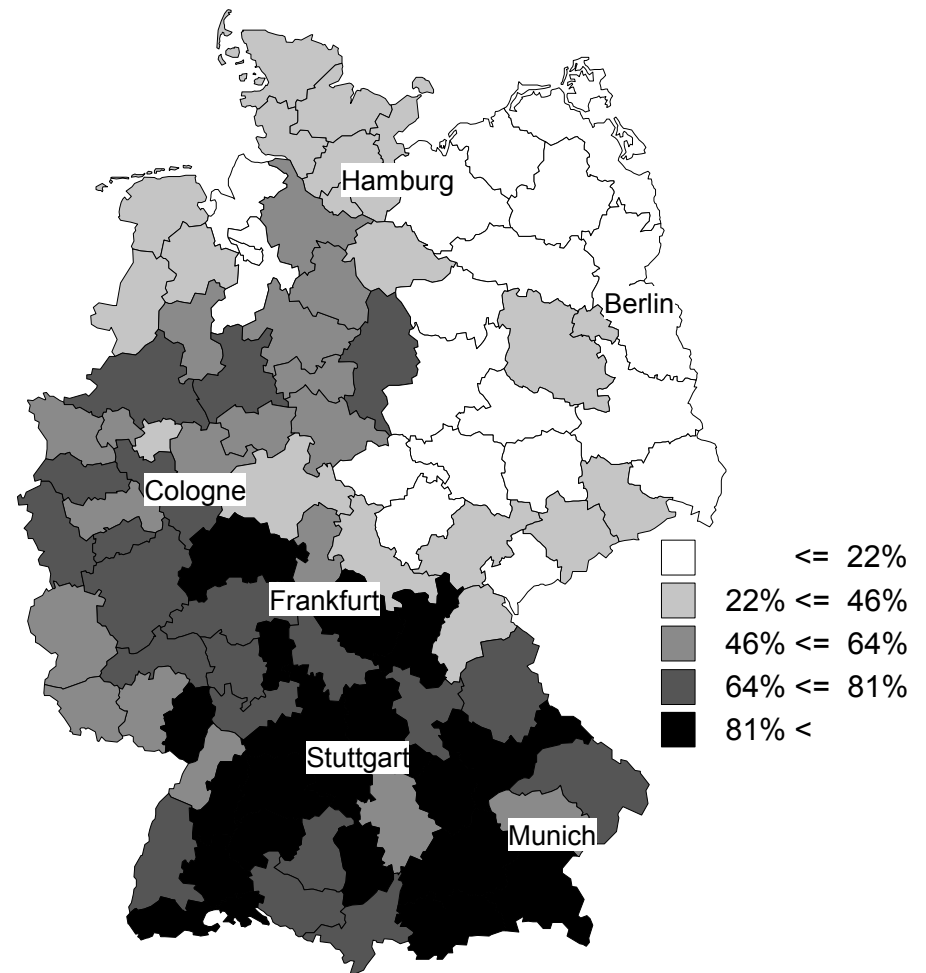 Hamburg
Berlin
Cologne
<= 22%
22% <= 46%
Frankfurt
46% <= 64%
64% <= 81%
81% <
Stuttgart
Munich